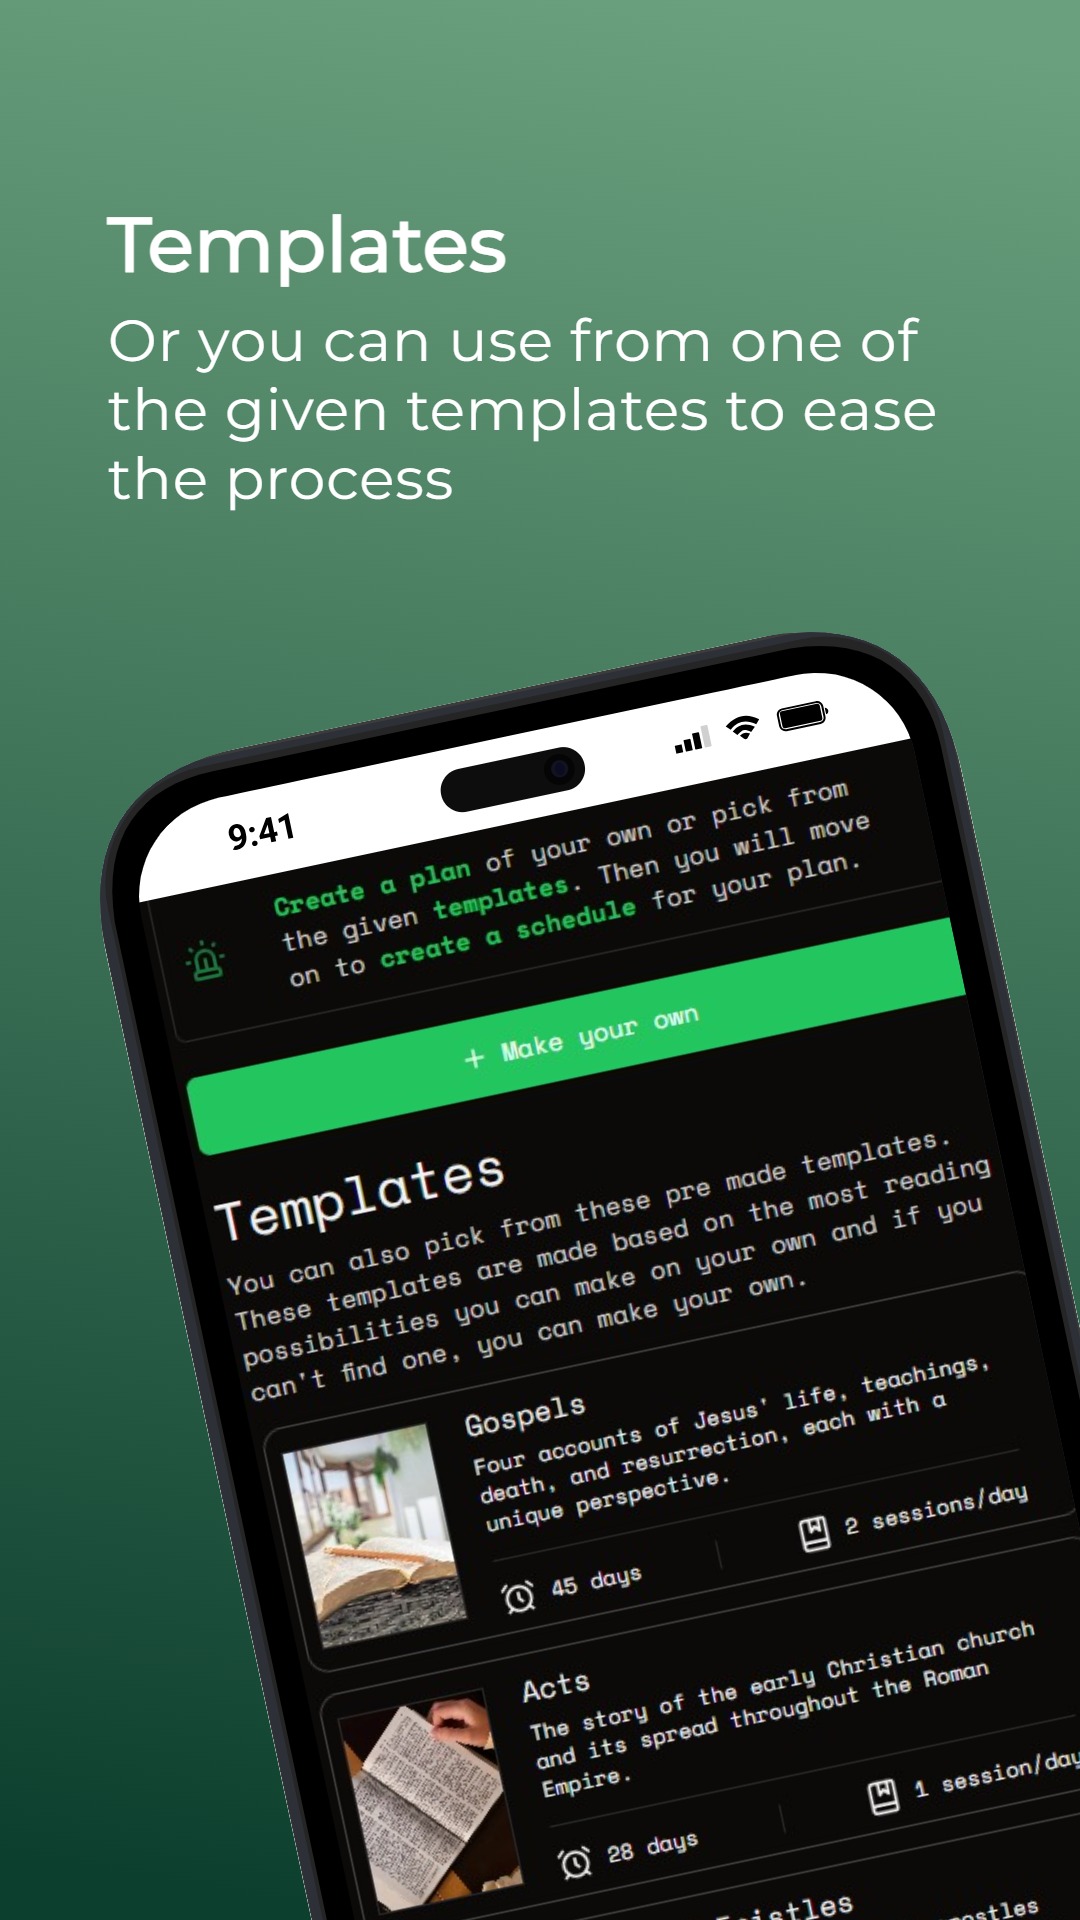 Templates
Or you can use from one of
the given templates to ease
the process
9:41
Create a plan of your own or pick from
the given templates. Then you will move
on to create a schedule for your plan.
+ Make your own
Templates
You can also pick from these pre made templates.
These templates are made based on the most reading
possibilities you can make on your own and if you
can't find one, you can make your own.
Gospels
Four accounts of Jesus' life, teachings,
death, and resurrection, each with a
unique perspective.
45 days
2 sessions/day
Acts
The story of the early Christian church
and its spread throughout the Roman
Empire.
28 days
1 session/day